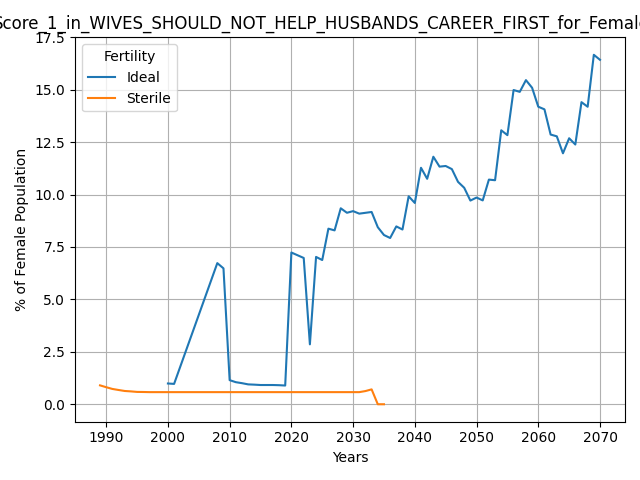 Score_1_in_WIVES_SHOULD_NOT_HELP_HUSBANDS_CAREER_FIRST_for_Female
17.5
15.0
12.5
10.0
7.5
5.0
2.5
0.0
% of Female Population
Fertility
Ideal
Sterile
1990 2000 2010 2020 2030 2040 2050 2060 2070
Years